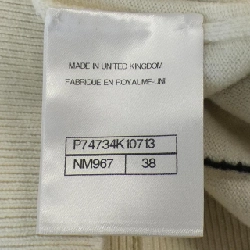 MADE IN UNITED KINGDOM
FABRIQUE EN ROYAUME-UNI
P74734K10713
NM967 38